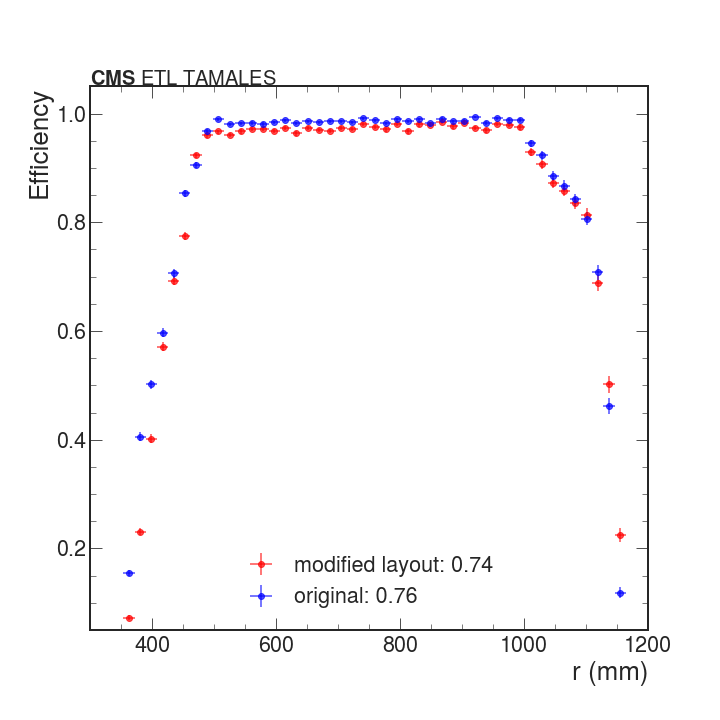 CMS ETL TAMALES
Efficiency
1.0
0.8
0.6
0.4
0.2
modified layout: 0.74
original: 0.76
400 600 800 1000 1200
r (mm)